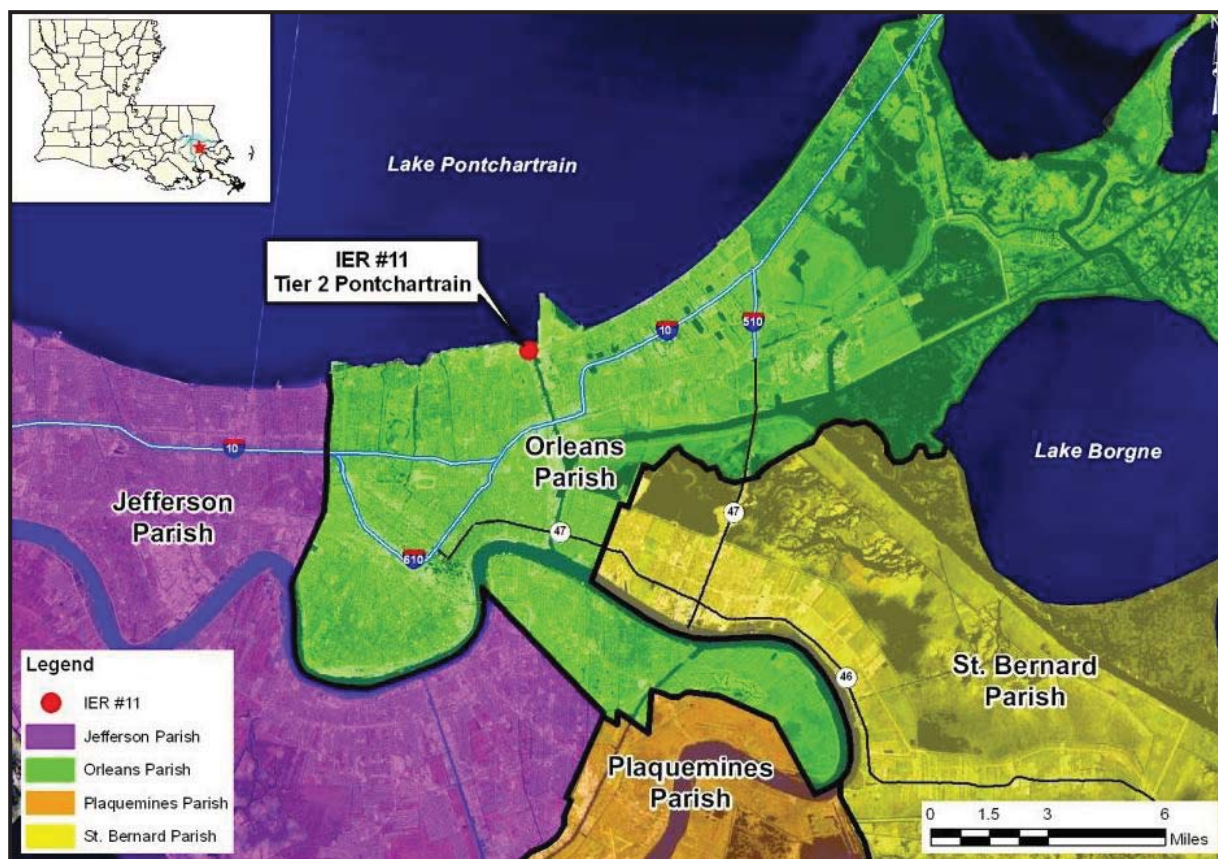 N
Lake Pontchartrain
IER #11
Tier 2 Pontchartrain
10
510
Orleans
Parish
Lake Borgne
10
Jefferson
Parish
47
47
610
St. Bernard
Parish
46
Plaquemines
Parish
Legend
IER #11
Jefferson Parish
Orleans Parish
Plaquemines Parish
St. Bernard Parish
0 1.5 3 6
Miles